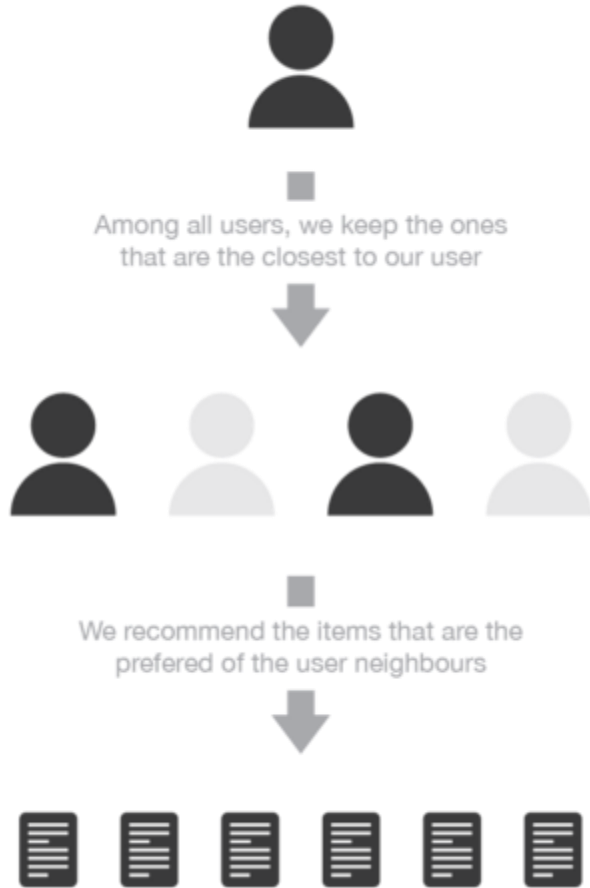 Among all users, we keep the ones
that are the closest to our user
We recommend the items that are the
prefered of the user neighbours